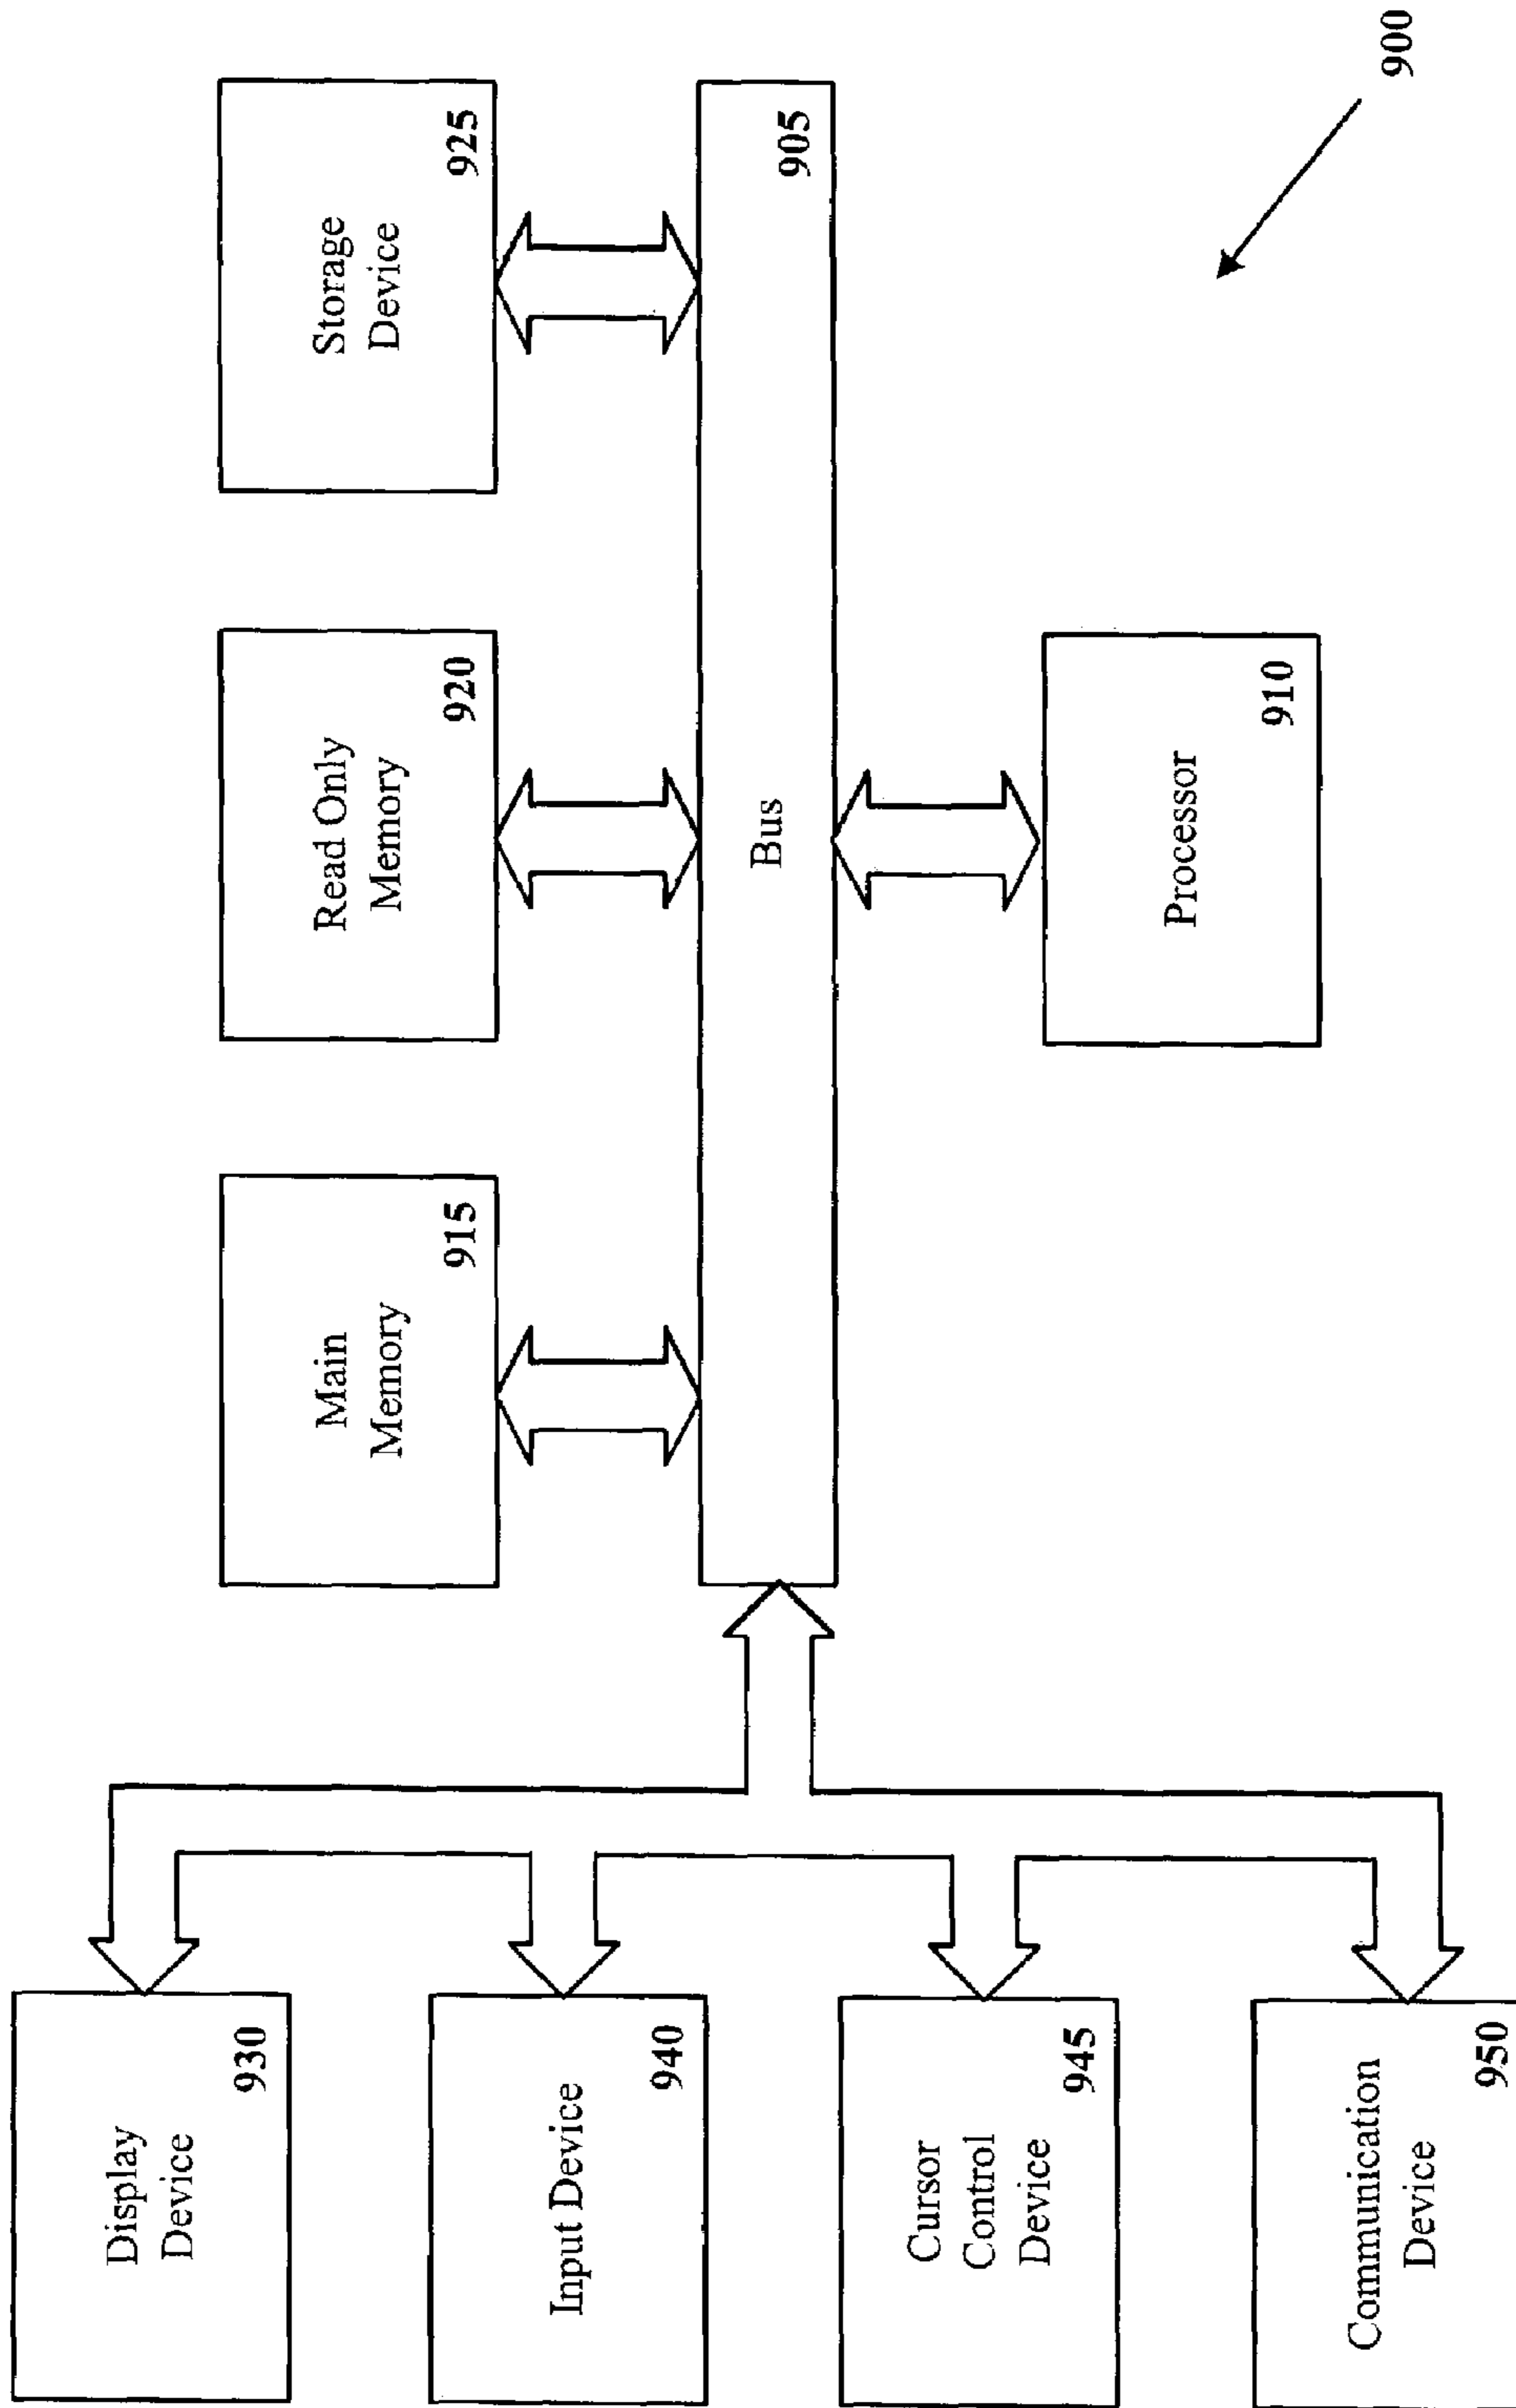 Display
Device
930
Input Device
940
Cursor
Control
Device
945
Communication
Device
950
Main
Memory
915
Read Only
Memory
920
Storage
Device
925
Bus
905
Processor
910
900